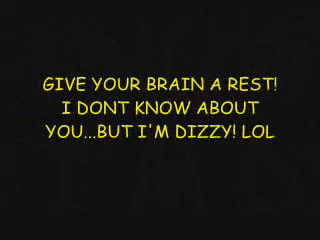 GIVE YOUR BRAIN A REST!
I DONT KNOW ABOUT
YOU...BUT I'M DIZZY! LOL